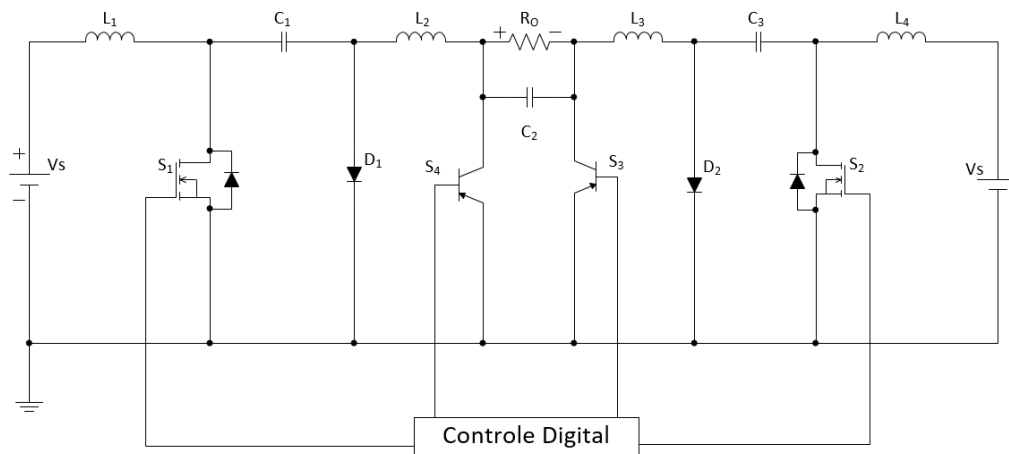 L1 C1 L2 RO L3 C3 L4
+ −
C2
+ Vs −
S1
D1
S4
S3
D2
S2
Vs
Controle Digital